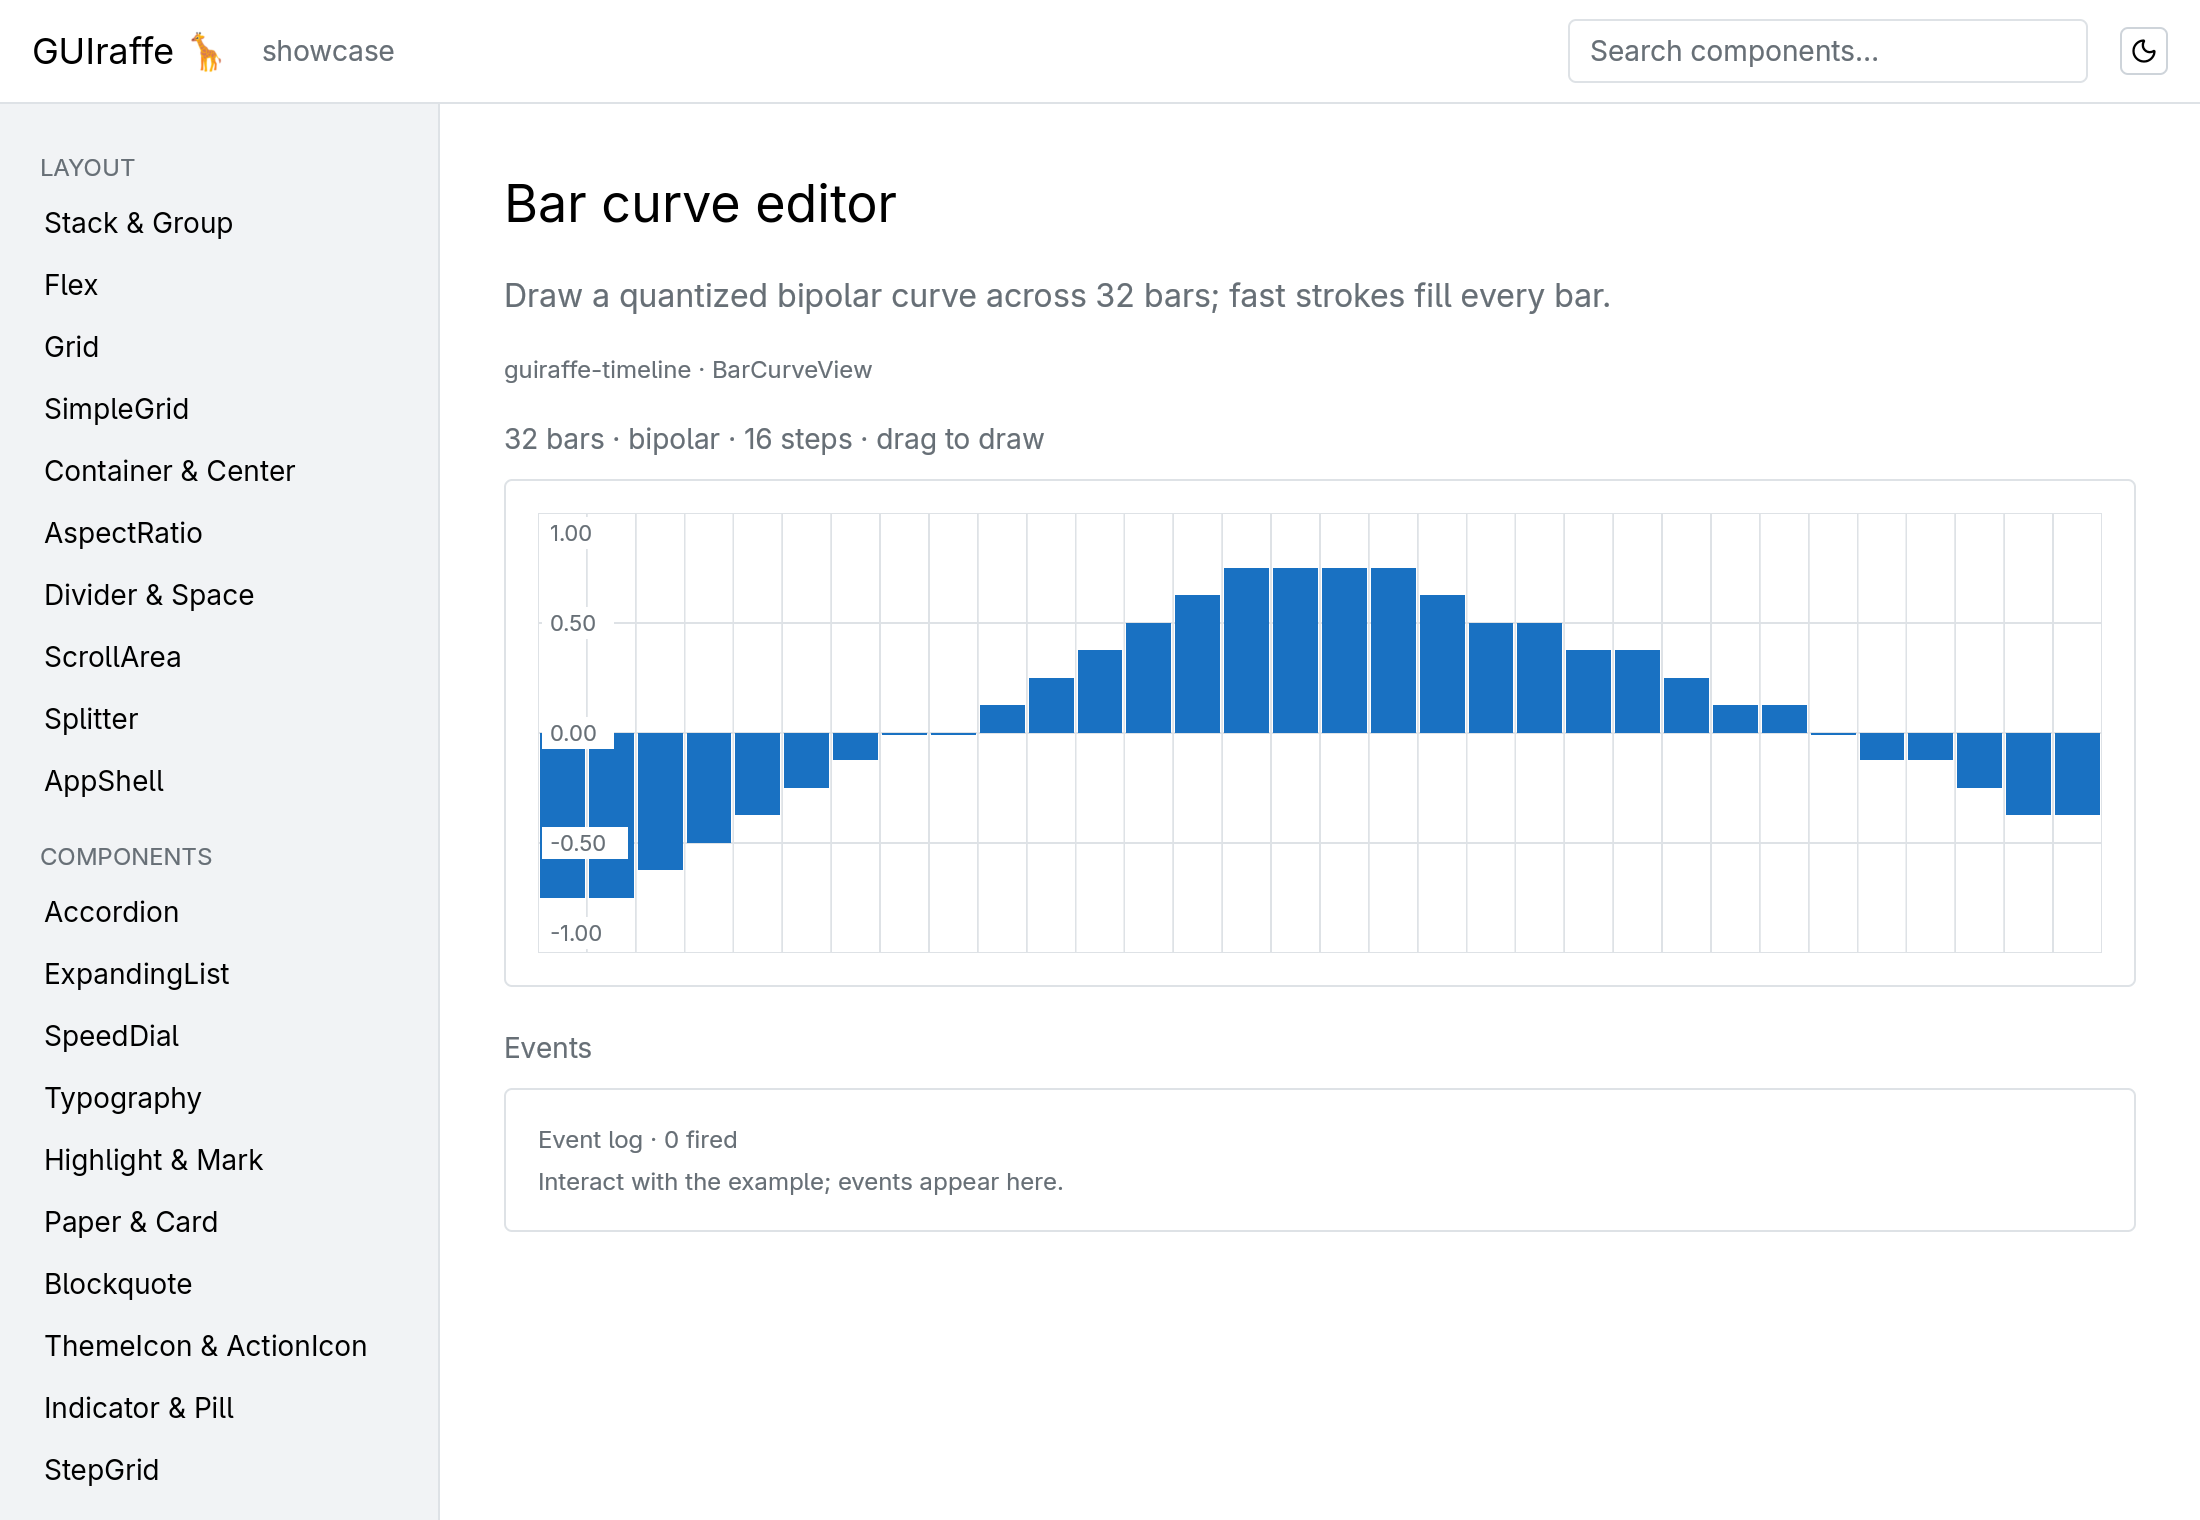 GUIraffe 🦒 showcase Search components...
LAYOUT
Stack & Group
Flex
Grid
SimpleGrid
Container & Center
AspectRatio
Divider & Space
ScrollArea
Splitter
AppShell
COMPONENTS
Accordion
ExpandingList
SpeedDial
Typography
Highlight & Mark
Paper & Card
Blockquote
ThemeIcon & ActionIcon
Indicator & Pill
StepGrid
Bar curve editor
Draw a quantized bipolar curve across 32 bars; fast strokes fill every bar.
guiraffe-timeline · BarCurveView
32 bars · bipolar · 16 steps · drag to draw
1.00
0.50
0.00
-0.50
-1.00
Events
Event log · 0 fired
Interact with the example; events appear here.